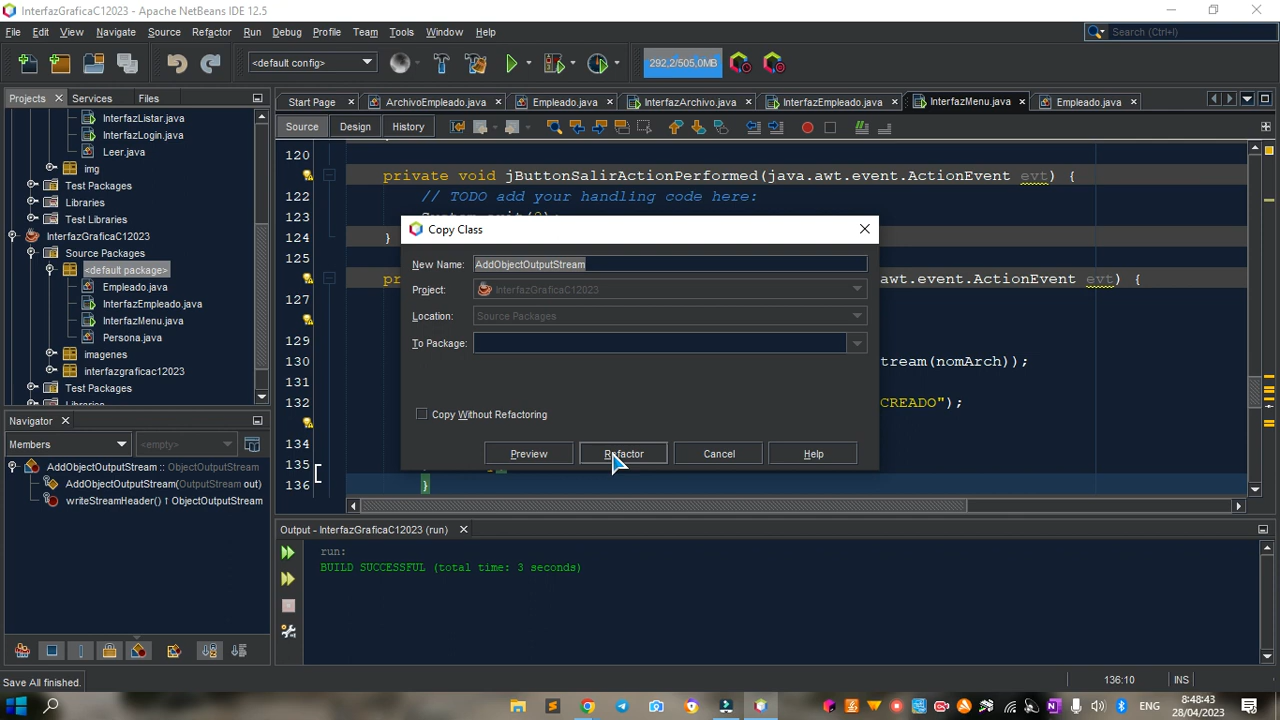 InterfazGraficaC12023 - Apache NetBeans IDE 12.5
File Edit View Navigate Source Refactor Run Debug Profile Team Tools Window Help
Search (Ctrl+I)
<default config>
292,2/505,0MB
Projects Services Files
Start Page ArchivoEmpleado.java Empleado.java InterfazArchivo.java InterfazEmpleado.java InterfazMenu.java Empleado.java
Source Design History
InterfazListar.java
InterfazLogin.java
Leer.java
img
Test Packages
Libraries
Test Libraries
InterfazGraficaC12023
Source Packages
<default package>
Empleado.java
InterfazEmpleado.java
InterfazMenu.java
Persona.java
imagenes
interfazgraficac12023
Test Packages
120
private void jButtonSalirActionPerformed(java.awt.event.ActionEvent evt) {
122 // TODO add your handling code here:
123
124 }
125
awt.event.ActionEvent evt) {
127
129
130 tream(nomArch));
131
132 CREADO");
134
135
136 }
Copy Class
New Name: AddObjectOutputStream
Project: InterfazGraficaC12023
Location: Source Packages
To Package:
Copy Without Refactoring
Preview Refactor Cancel Help
Navigator
Members <empty>
AddObjectOutputStream :: ObjectOutputStream
AddObjectOutputStream(OutputStream out)
writeStreamHeader() ↑ ObjectOutputStream
Output - InterfazGraficaC12023 (run)
run:
BUILD SUCCESSFUL (total time: 3 seconds)
Save All finished.
136:10 INS
ENG
8:48:43
28/04/2023